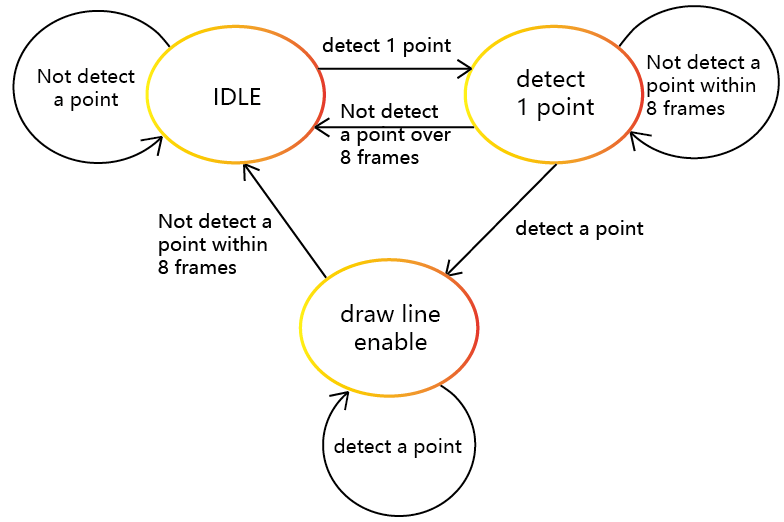 detect 1 point
Not detect
a point
IDLE
detect
1 point
Not detect a
point within
8 frames
Not detect
a point over
8 frames
Not detect a
point within
8 frames
detect a point
draw line
enable
detect a point